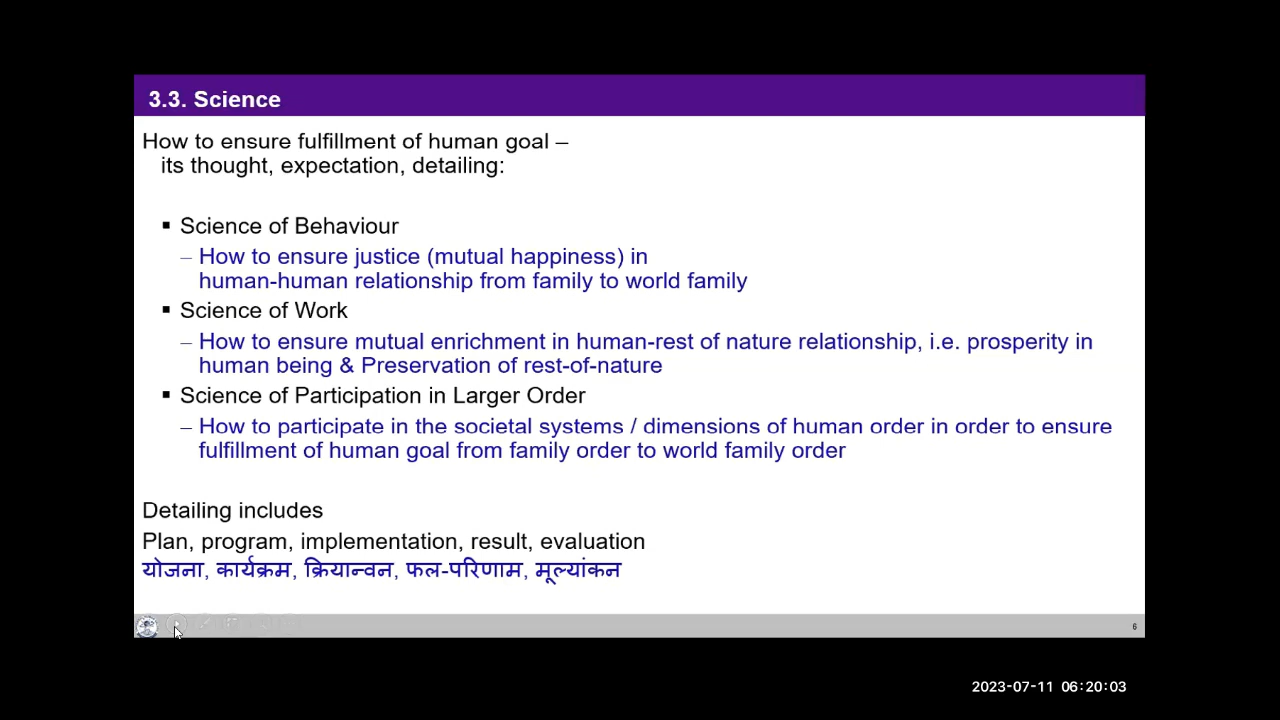 3.3. Science
How to ensure fulfillment of human goal –
its thought, expectation, detailing:
▪ Science of Behaviour
– How to ensure justice (mutual happiness) in
human-human relationship from family to world family
▪ Science of Work
– How to ensure mutual enrichment in human-rest of nature relationship, i.e. prosperity in
human being & Preservation of rest-of-nature
▪ Science of Participation in Larger Order
– How to participate in the societal systems / dimensions of human order in order to ensure
fulfillment of human goal from family order to world family order
Detailing includes
Plan, program, implementation, result, evaluation
योजना, कार्यक्रम, क्रियान्वन, फल-परिणाम, मूल्यांकन
6
2023-07-11 06:20:03